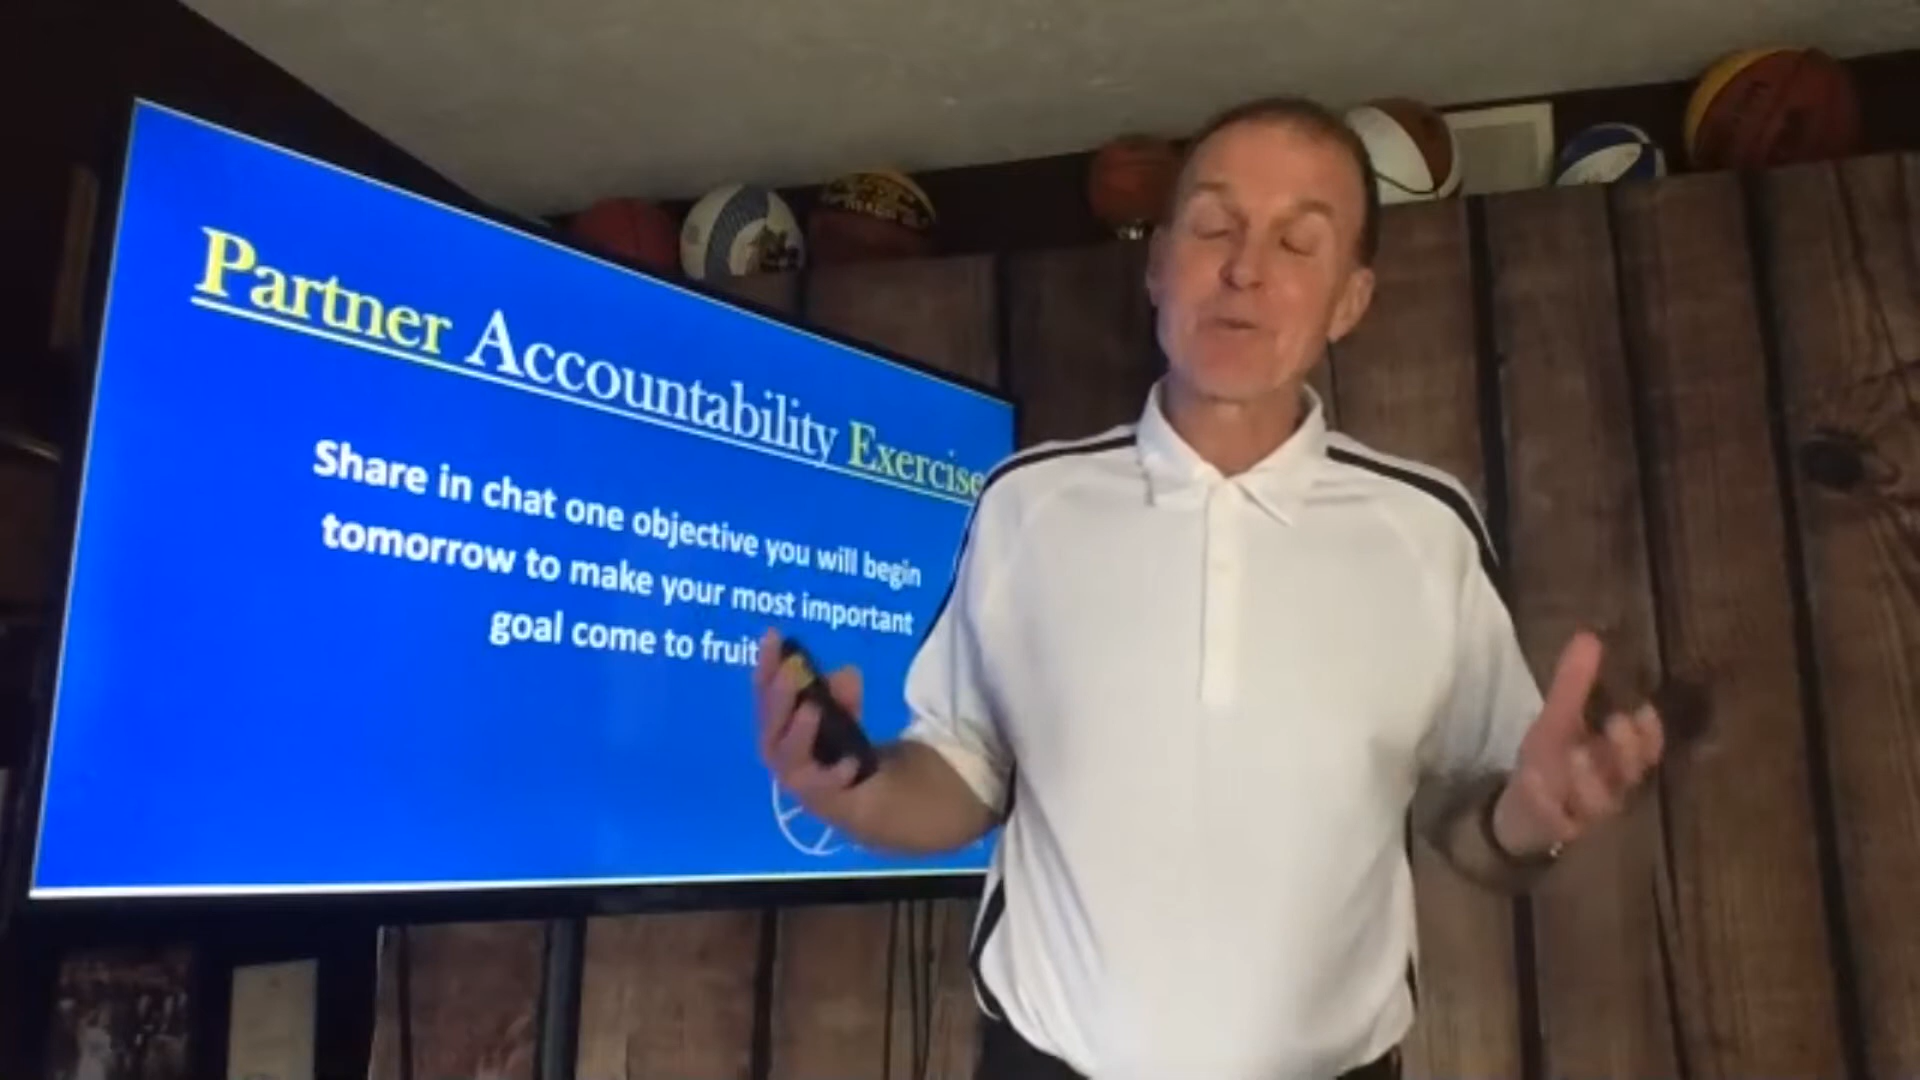 Partner Accountability Exercise
Share in chat one objective you will begin
tomorrow to make your most important
goal come to fruit